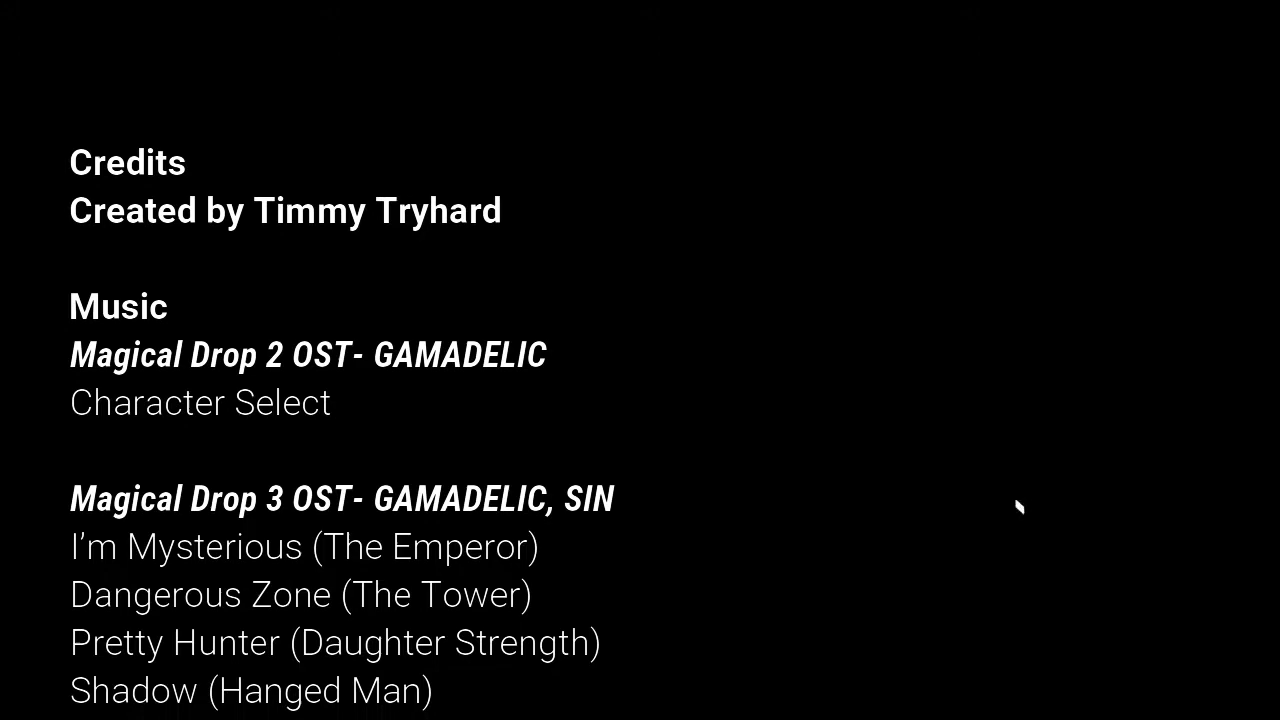 Credits
Created by Timmy Tryhard
Music
Magical Drop 2 OST- GAMADELIC
Character Select
Magical Drop 3 OST- GAMADELIC, SIN
I’m Mysterious (The Emperor)
Dangerous Zone (The Tower)
Pretty Hunter (Daughter Strength)
Shadow (Hanged Man)